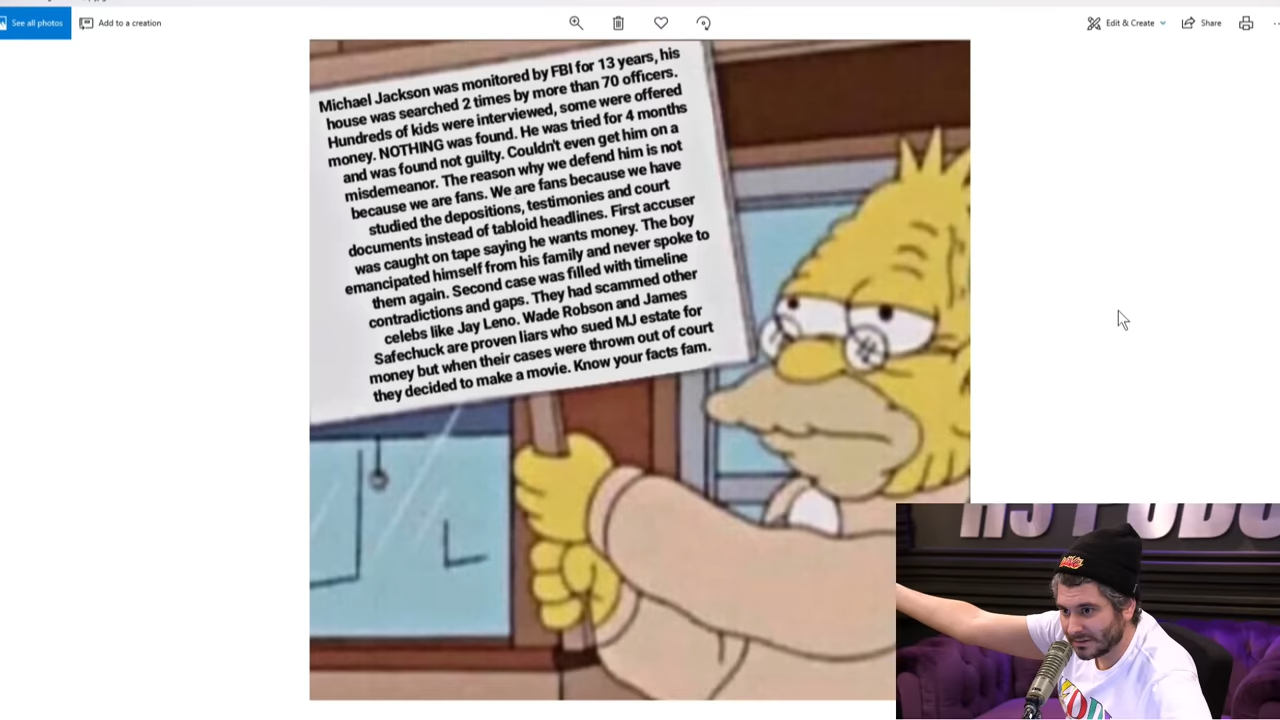 See all photos
Add to a creation
Edit & Create
Share
Michael Jackson was monitored by FBI for 13 years, his
house was searched 2 times by more than 70 officers.
Hundreds of kids were interviewed, some were offered
money. NOTHING was found. He was tried for 4 months
and was found not guilty. Couldn't even get him on a
misdemeanor. The reason why we defend him is not
because we are fans. We are fans because we have
studied the depositions, testimonies and court
documents instead of tabloid headlines. First accuser
was caught on tape saying he wants money. The boy
emancipated himself from his family and never spoke to
them again. Second case was filled with timeline
contradictions and gaps. They had scammed other
celebs like Jay Leno. Wade Robson and James
Safechuck are proven liars who sued MJ estate for
money but when their cases were thrown out of court
they decided to make a movie. Know your facts fam.